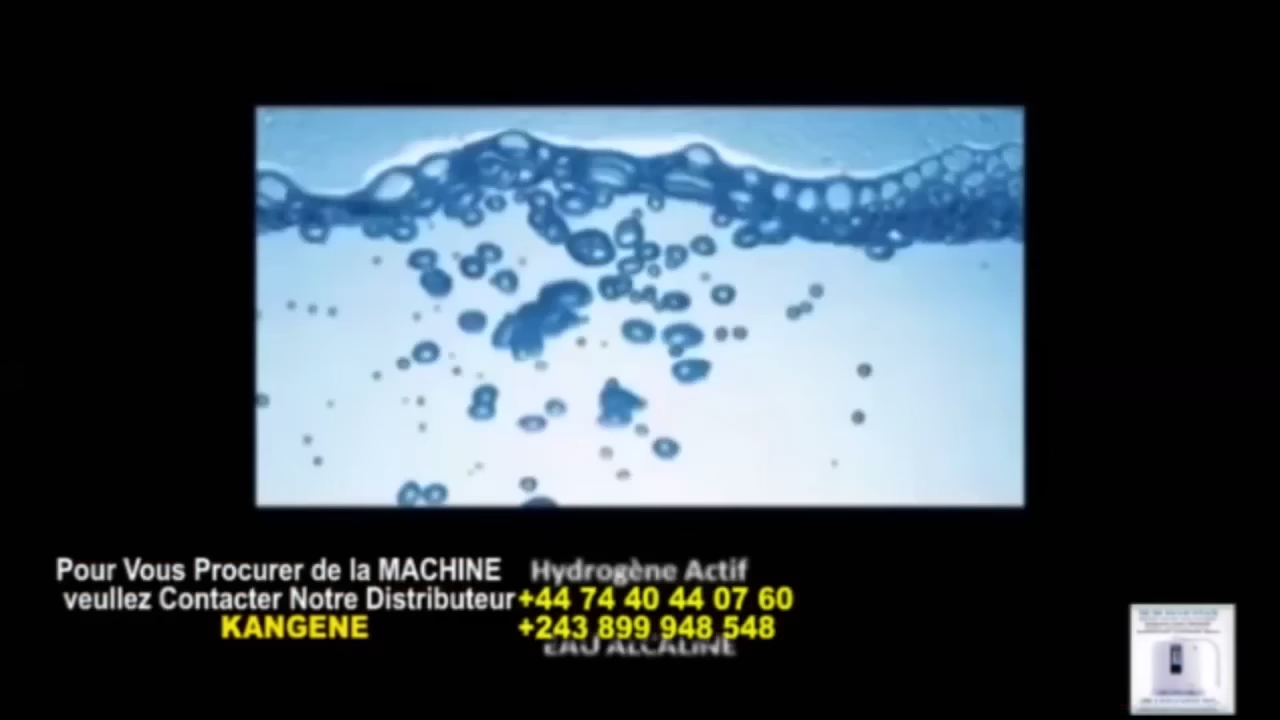 Pour Vous Procurer de la MACHINE
veullez Contacter Notre Distributeur
KANGENE
Hydrogène Actif
+44 74 40 44 07 60
+243 899 948 548
EAU ALCALINE